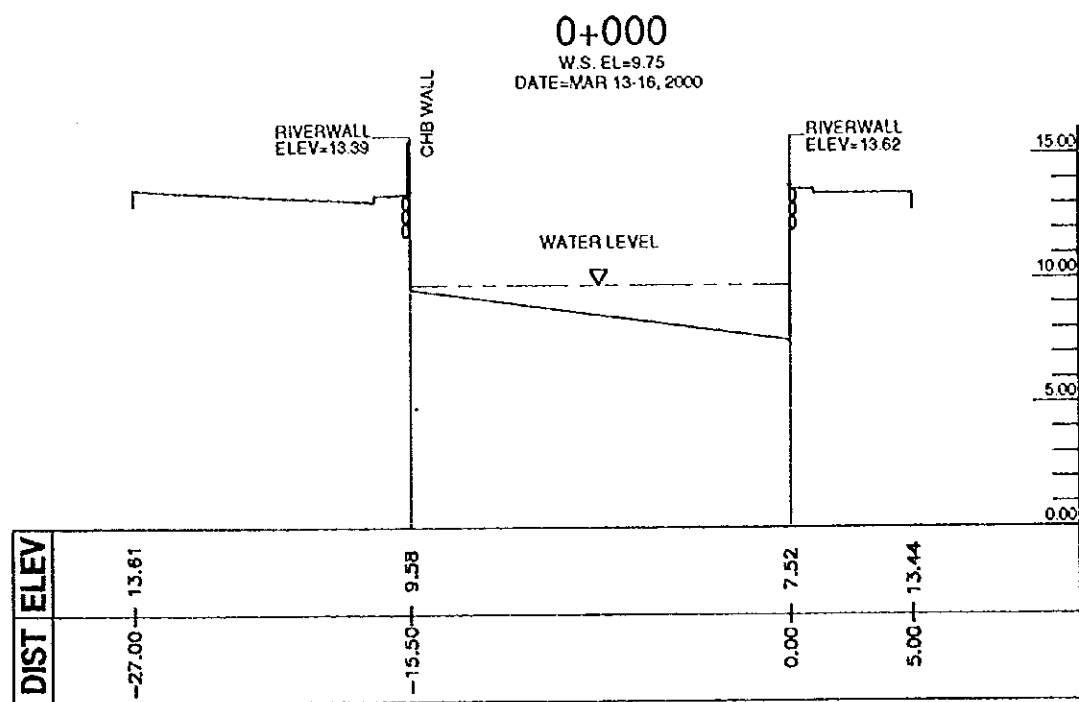 0+000
W.S. EL=9.75
DATE=MAR 13-16, 2000
CHB WALL
RIVERWALL
ELEV=13.39
RIVERWALL
ELEV=13.62
15.00
WATER LEVEL
10.00
5.00
0.00
ELEV 13.61 9.58 7.52 13.44
DIST -27.00 -15.50 0.00 5.00